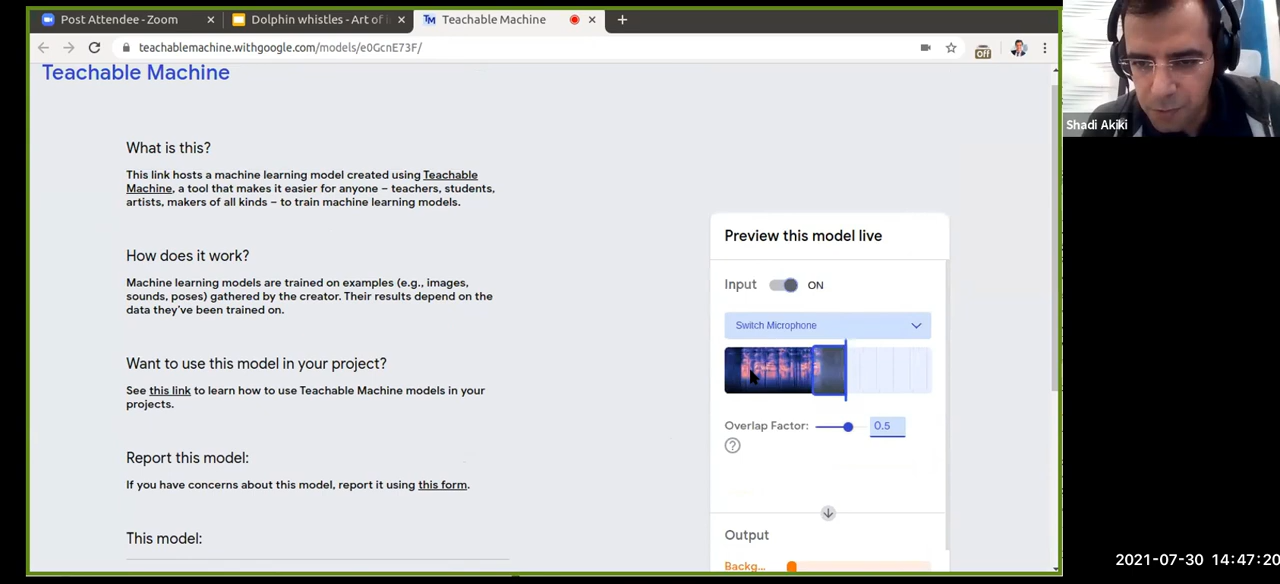 Post Attendee - Zoom
Dolphin whistles - Art of
Teachable Machine
teachablemachine.withgoogle.com/models/e0GcnE73F/
Off
Teachable Machine
What is this?
This link hosts a machine learning model created using Teachable
Machine, a tool that makes it easier for anyone – teachers, students,
artists, makers of all kinds – to train machine learning models.
How does it work?
Machine learning models are trained on examples (e.g., images,
sounds, poses) gathered by the creator. Their results depend on the
data they've been trained on.
Want to use this model in your project?
See this link to learn how to use Teachable Machine models in your
projects.
Report this model:
If you have concerns about this model, report it using this form.
This model:
Preview this model live
Input ON
Switch Microphone
Overlap Factor: 0.5
Output
Backg...
Shadi Akiki
2021-07-30 14:47:20